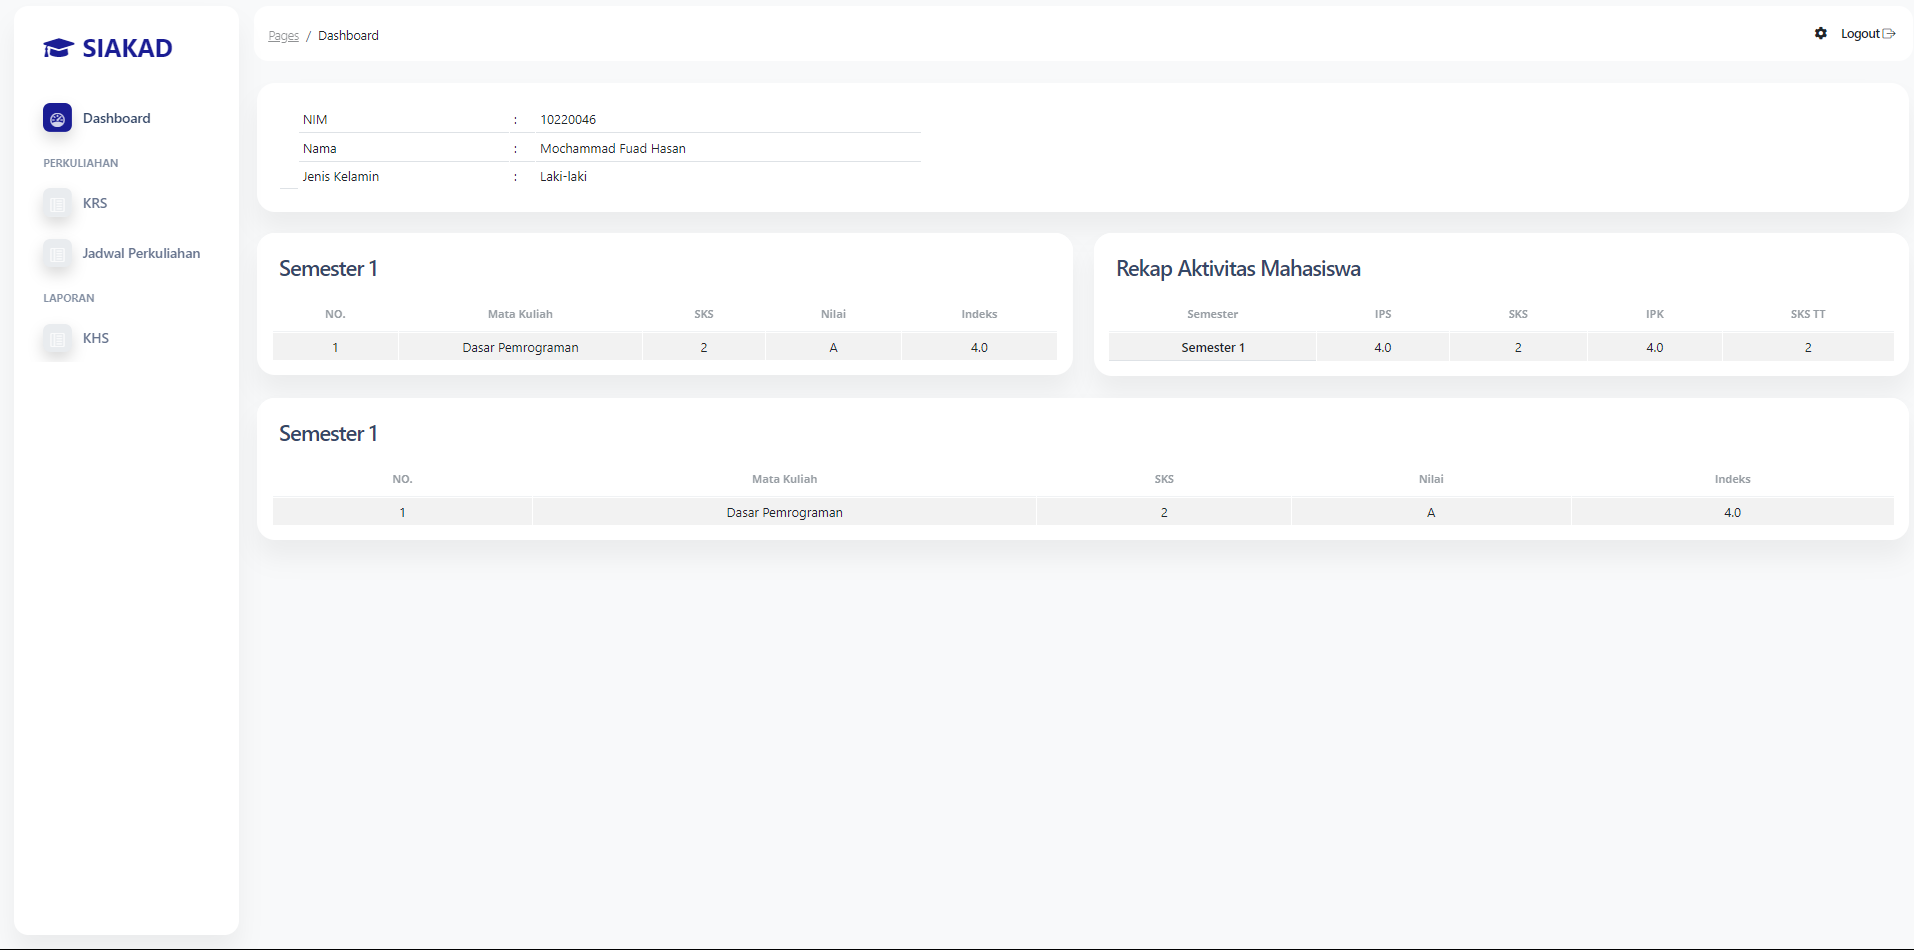 SIAKAD
Dashboard
PERKULIAHAN
KRS
Jadwal Perkuliahan
LAPORAN
KHS
Pages / Dashboard
Logout
NIM : 10220046
Nama : Mochammad Fuad Hasan
Jenis Kelamin : Laki-laki
Semester 1
NO. Mata Kuliah SKS Nilai Indeks
1 Dasar Pemrograman 2 A 4.0
Rekap Aktivitas Mahasiswa
Semester IPS SKS IPK SKS TT
Semester 1 4.0 2 4.0 2
Semester 1
NO. Mata Kuliah SKS Nilai Indeks
1 Dasar Pemrograman 2 A 4.0